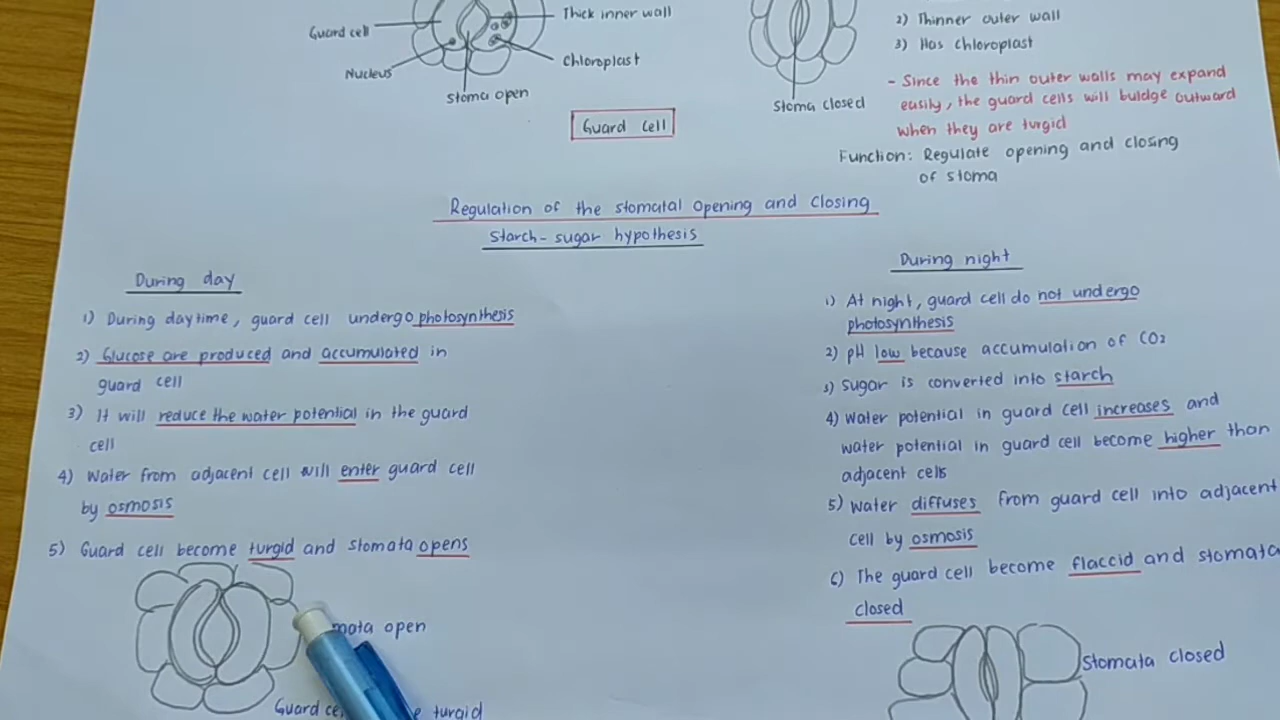 Thick inner wall
Guard cell
Chloroplast
Nucleus
Stoma open
Guard cell
Stoma closed
2) Thinner outer wall
3) Has chloroplast
- Since the thin outer walls may expand
easily, the guard cells will buldge outward
when they are turgid
Function: Regulate opening and closing
of stoma
Regulation of the stomatal opening and closing
Starch-sugar hypothesis
During day
1) During daytime, guard cell undergo photosynthesis
2) Glucose are produced and accumulated in
guard cell
3) It will reduce the water potential in the guard
cell
4) Water from adjacent cell will enter guard cell
by osmosis
5) Guard cell become turgid and stomata opens
open
Guard
turgid
During night
1) At night, guard cell do not undergo
photosynthesis
2) pH low because accumulation of CO2
3) Sugar is converted into starch
4) Water potential in guard cell increases and
water potential in guard cell become higher than
adjacent cells
5) Water diffuses from guard cell into adjacent
cell by osmosis
6) The guard cell become flaccid and stomata
closed
Stomata closed